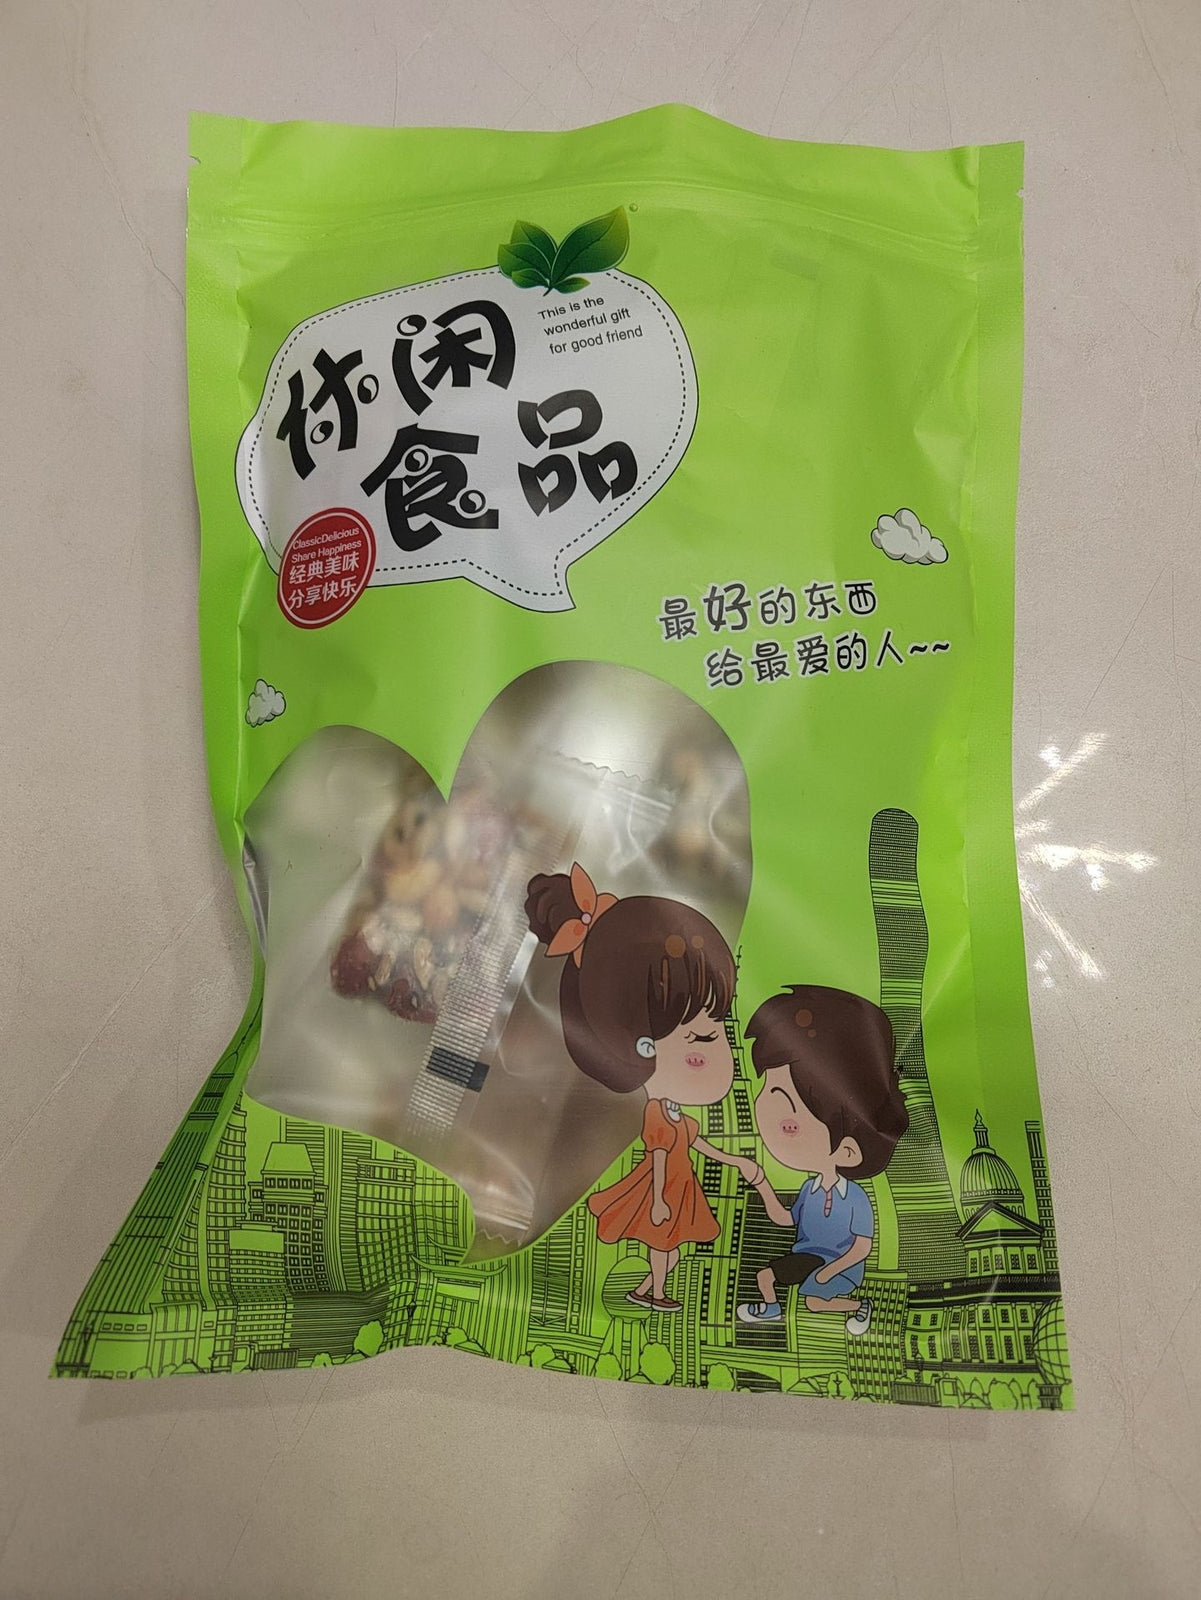 This is the
wonderful gift
for good friend
休闲
食品
ClassicDelicious
Share Happiness
经典美味
分享快乐
最好的东西
给最爱的人~~